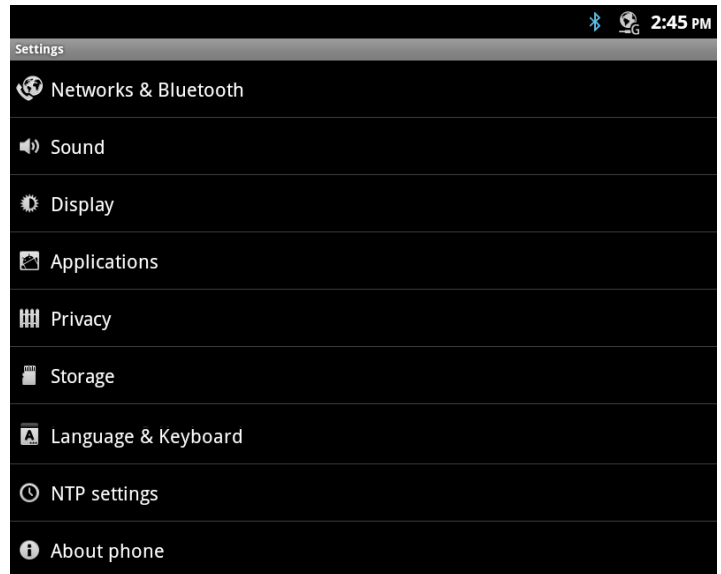 G 2:45 PM
Settings
Networks & Bluetooth
Sound
Display
Applications
Privacy
Storage
A Language & Keyboard
NTP settings
About phone